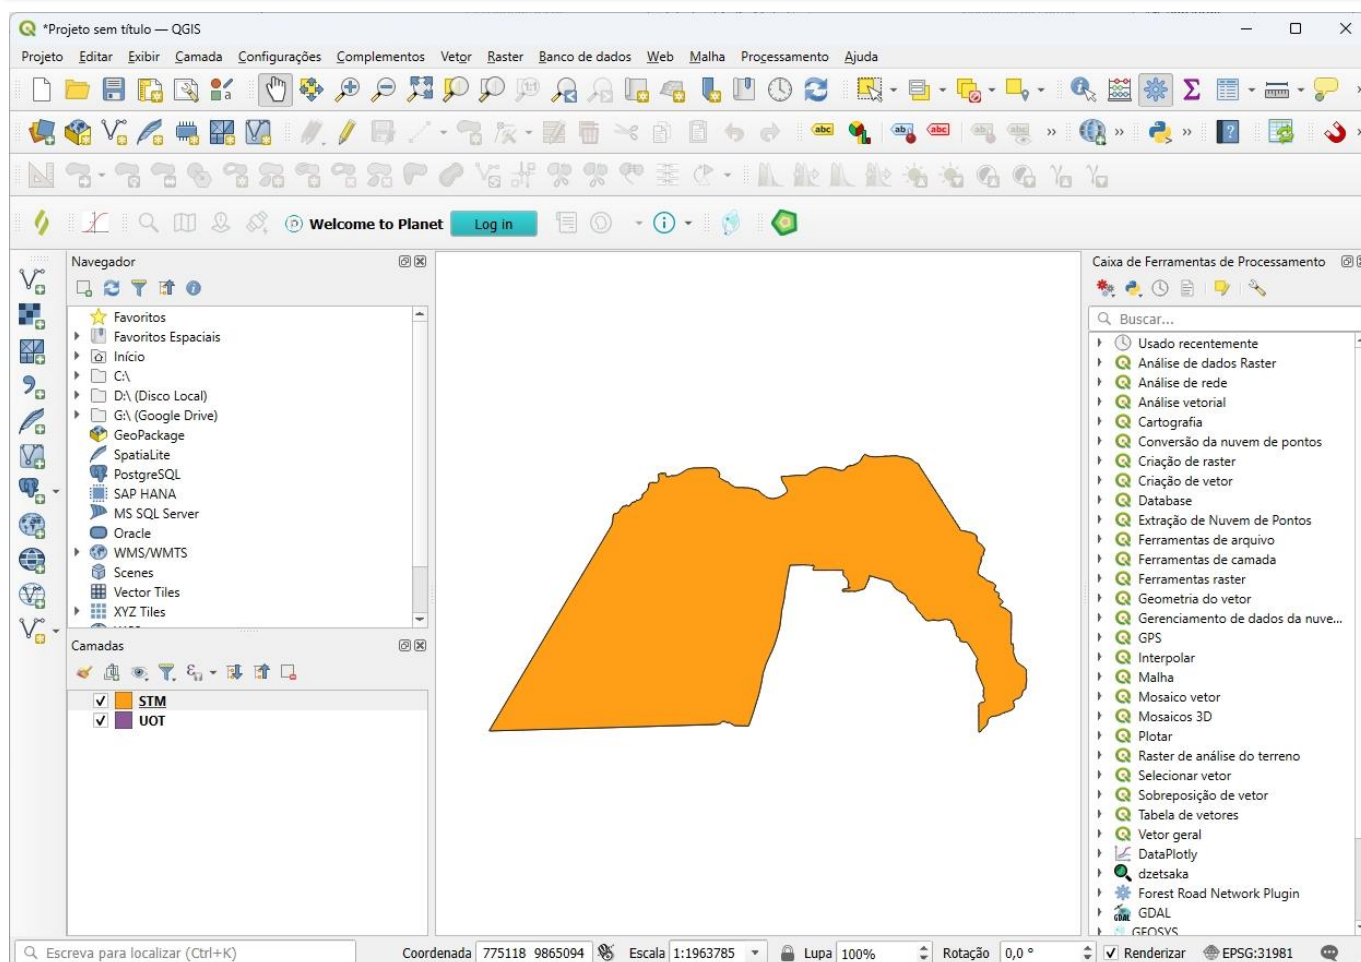 *Projeto sem título — QGIS
Projeto Editar Exibir Camada Configurações Complementos Vetor Raster Banco de dados Web Malha Processamento Ajuda
abc abc abc
Welcome to Planet Log in
Navegador
Favoritos
Favoritos Espaciais
Início
C:\
D:\ (Disco Local)
G:\ (Google Drive)
GeoPackage
SpatiaLite
PostgreSQL
SAP HANA
MS SQL Server
Oracle
WMS/WMTS
Scenes
Vector Tiles
XYZ Tiles
Camadas
STM
UOT
Caixa de Ferramentas de Processamento
Buscar...
Usado recentemente
Análise de dados Raster
Análise de rede
Análise vetorial
Cartografia
Conversão da nuvem de pontos
Criação de raster
Criação de vetor
Database
Extração de Nuvem de Pontos
Ferramentas de arquivo
Ferramentas de camada
Ferramentas raster
Geometria do vetor
Gerenciamento de dados da nuve...
GPS
Interpolar
Malha
Mosaico vetor
Mosaicos 3D
Plotar
Raster de análise do terreno
Selecionar vetor
Sobreposição de vetor
Tabela de vetores
Vetor geral
DataPlotly
dzetsaka
Forest Road Network Plugin
GDAL
GEOSYS
Escreva para localizar (Ctrl+K) Coordenada 775118 9865094 Escala 1:1963785 Lupa 100% Rotação 0,0 ° Renderizar EPSG:31981